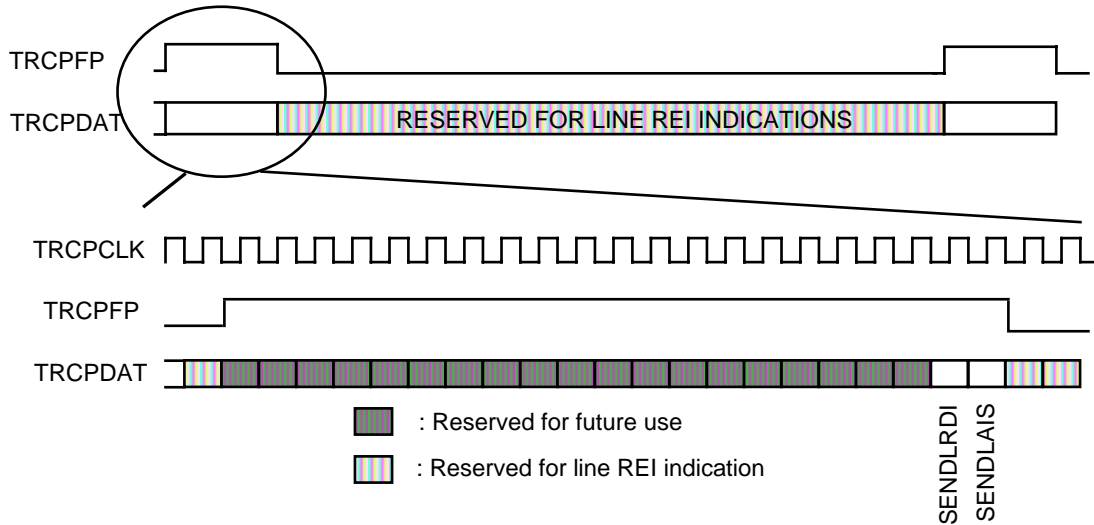 TRCPFP
TRCPDAT
RESERVED FOR LINE REI INDICATIONS
TRCPCLK
TRCPFP
TRCPDAT
: Reserved for future use
: Reserved for line REI indication
SENDLRDI
SENDLAIS